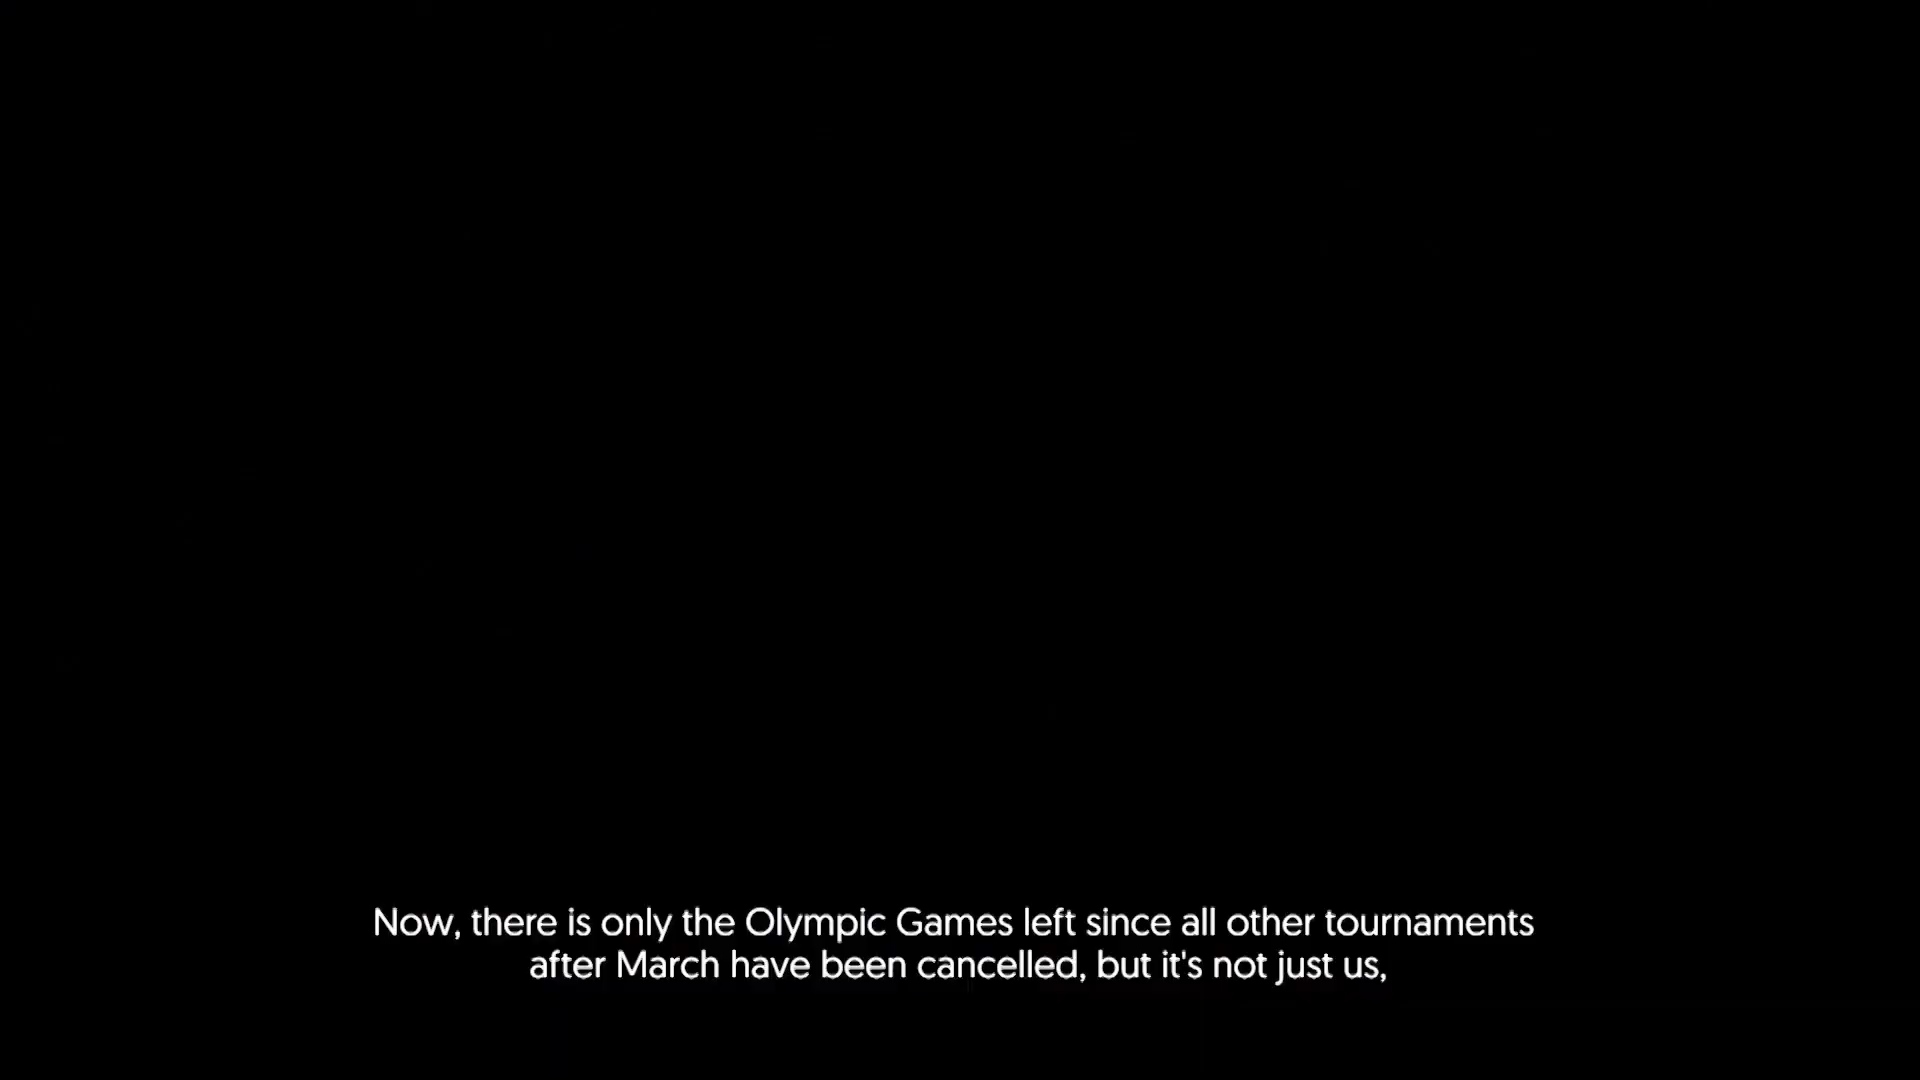 Now, there is only the Olympic Games left since all other tournaments
after March have been cancelled, but it's not just us,